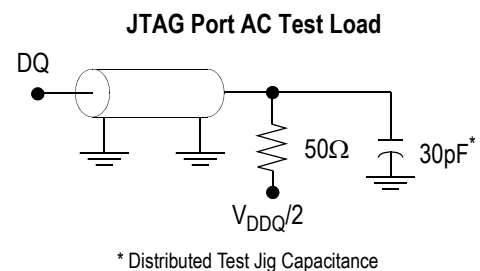 JTAG Port AC Test Load
DQ
50Ω
30pF*
VDDQ/2
* Distributed Test Jig Capacitance